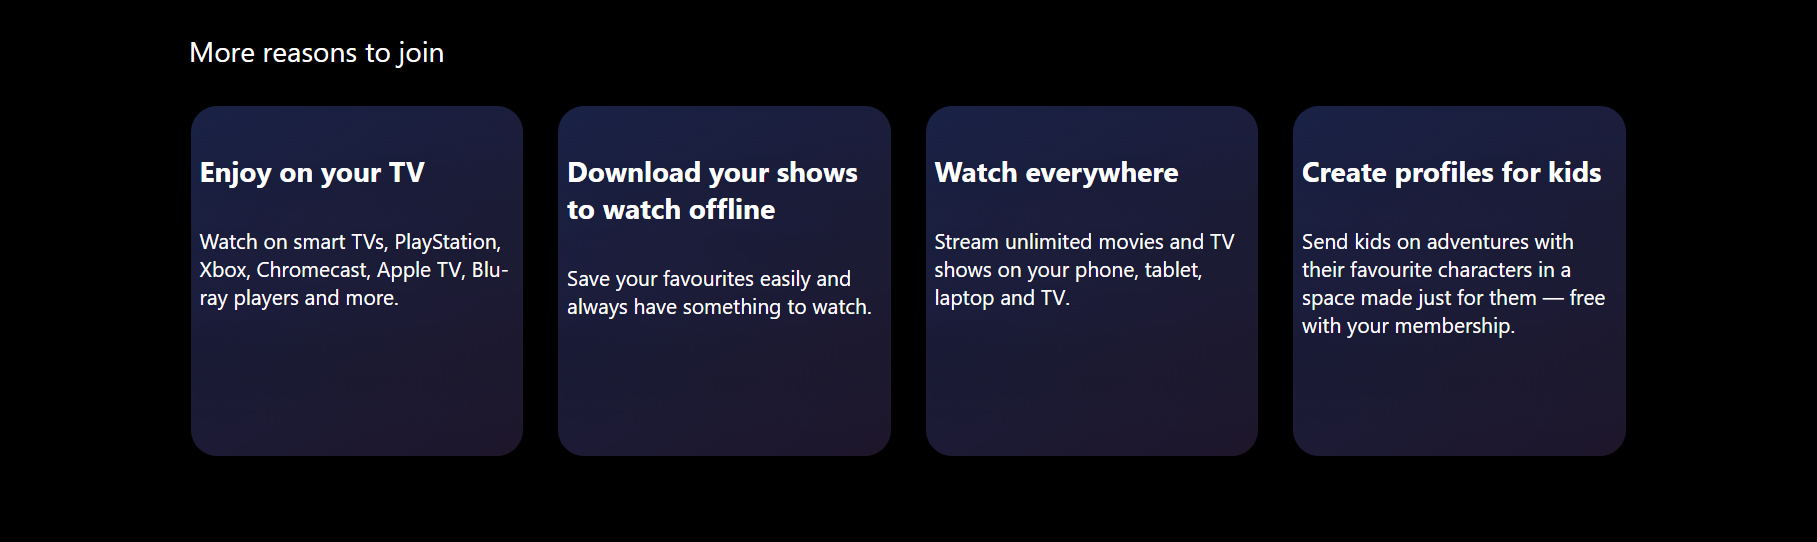 More reasons to join
Enjoy on your TV
Watch on smart TVs, PlayStation,
Xbox, Chromecast, Apple TV, Blu-
ray players and more.
Download your shows
to watch offline
Save your favourites easily and
always have something to watch.
Watch everywhere
Stream unlimited movies and TV
shows on your phone, tablet,
laptop and TV.
Create profiles for kids
Send kids on adventures with
their favourite characters in a
space made just for them — free
with your membership.